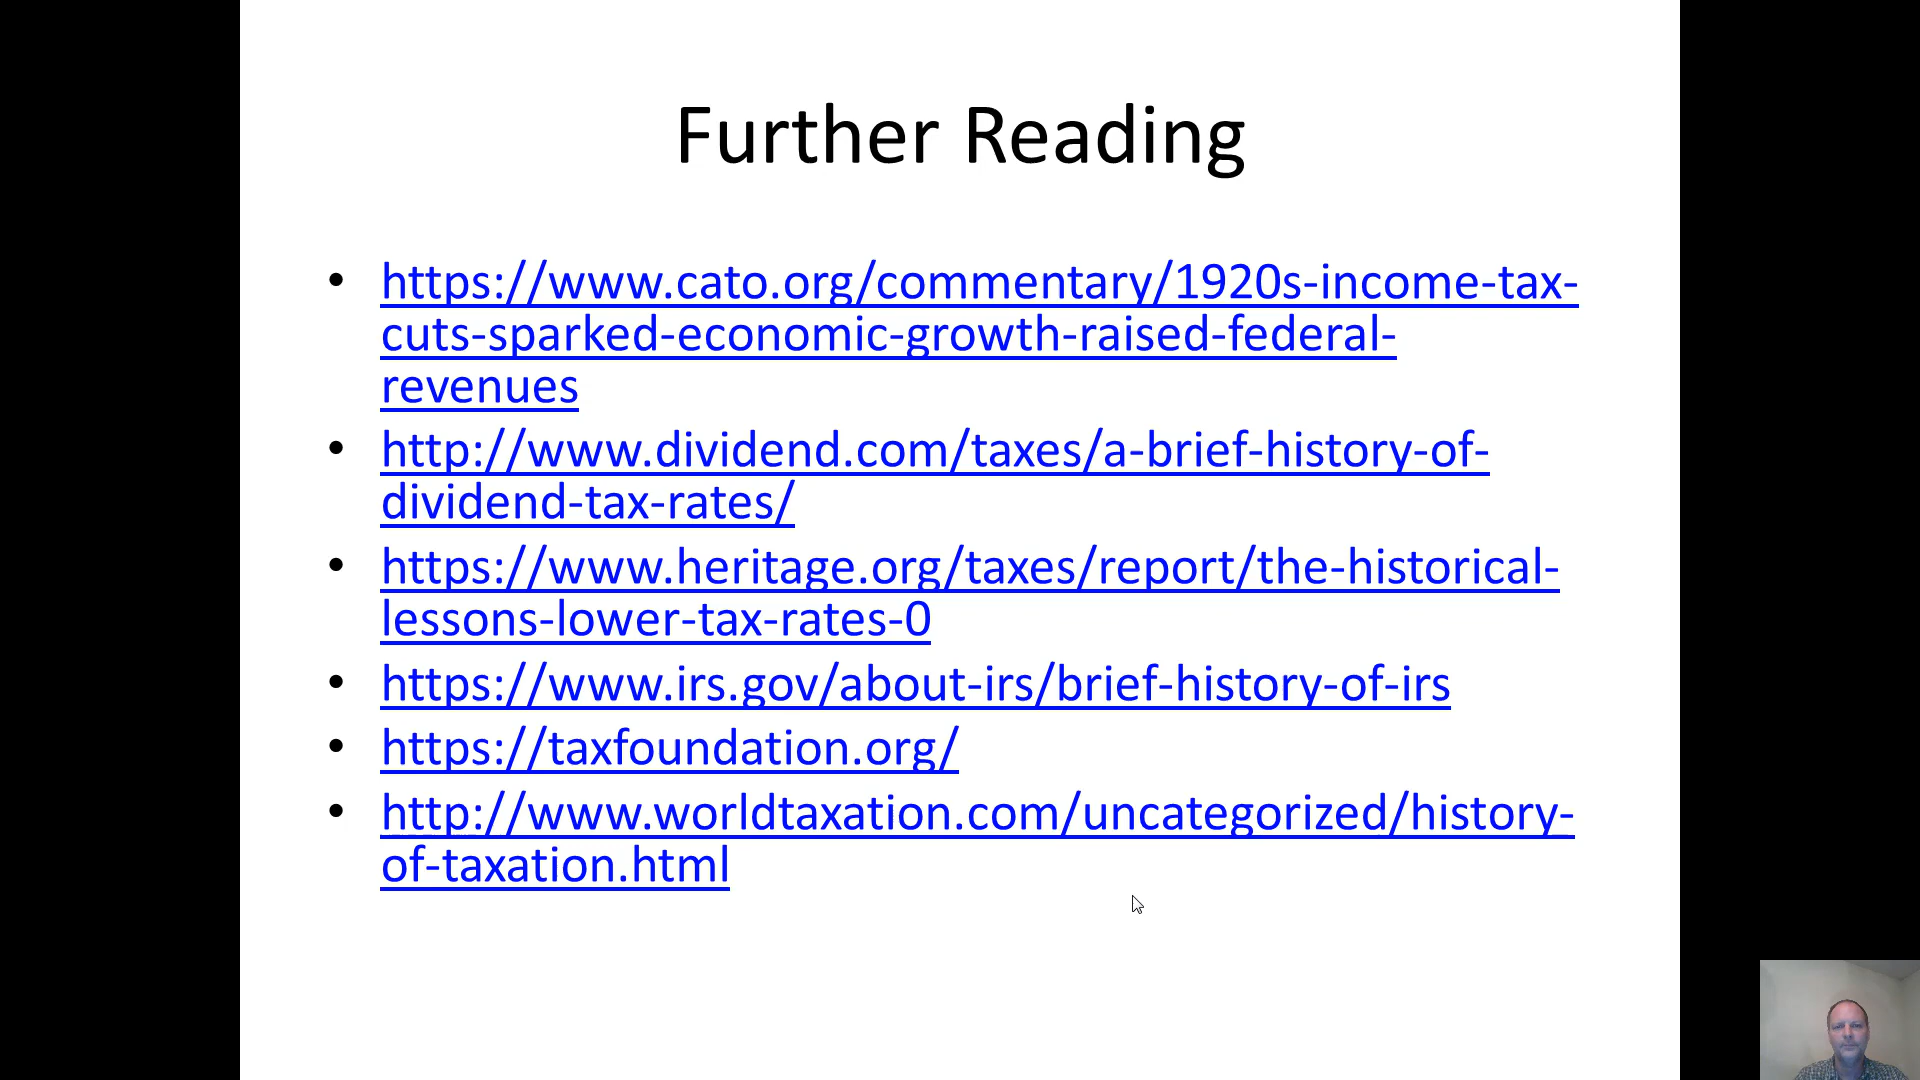 Further Reading
• https://www.cato.org/commentary/1920s-income-tax-
cuts-sparked-economic-growth-raised-federal-
revenues
• http://www.dividend.com/taxes/a-brief-history-of-
dividend-tax-rates/
• https://www.heritage.org/taxes/report/the-historical-
lessons-lower-tax-rates-0
• https://www.irs.gov/about-irs/brief-history-of-irs
• https://taxfoundation.org/
• http://www.worldtaxation.com/uncategorized/history-
of-taxation.html